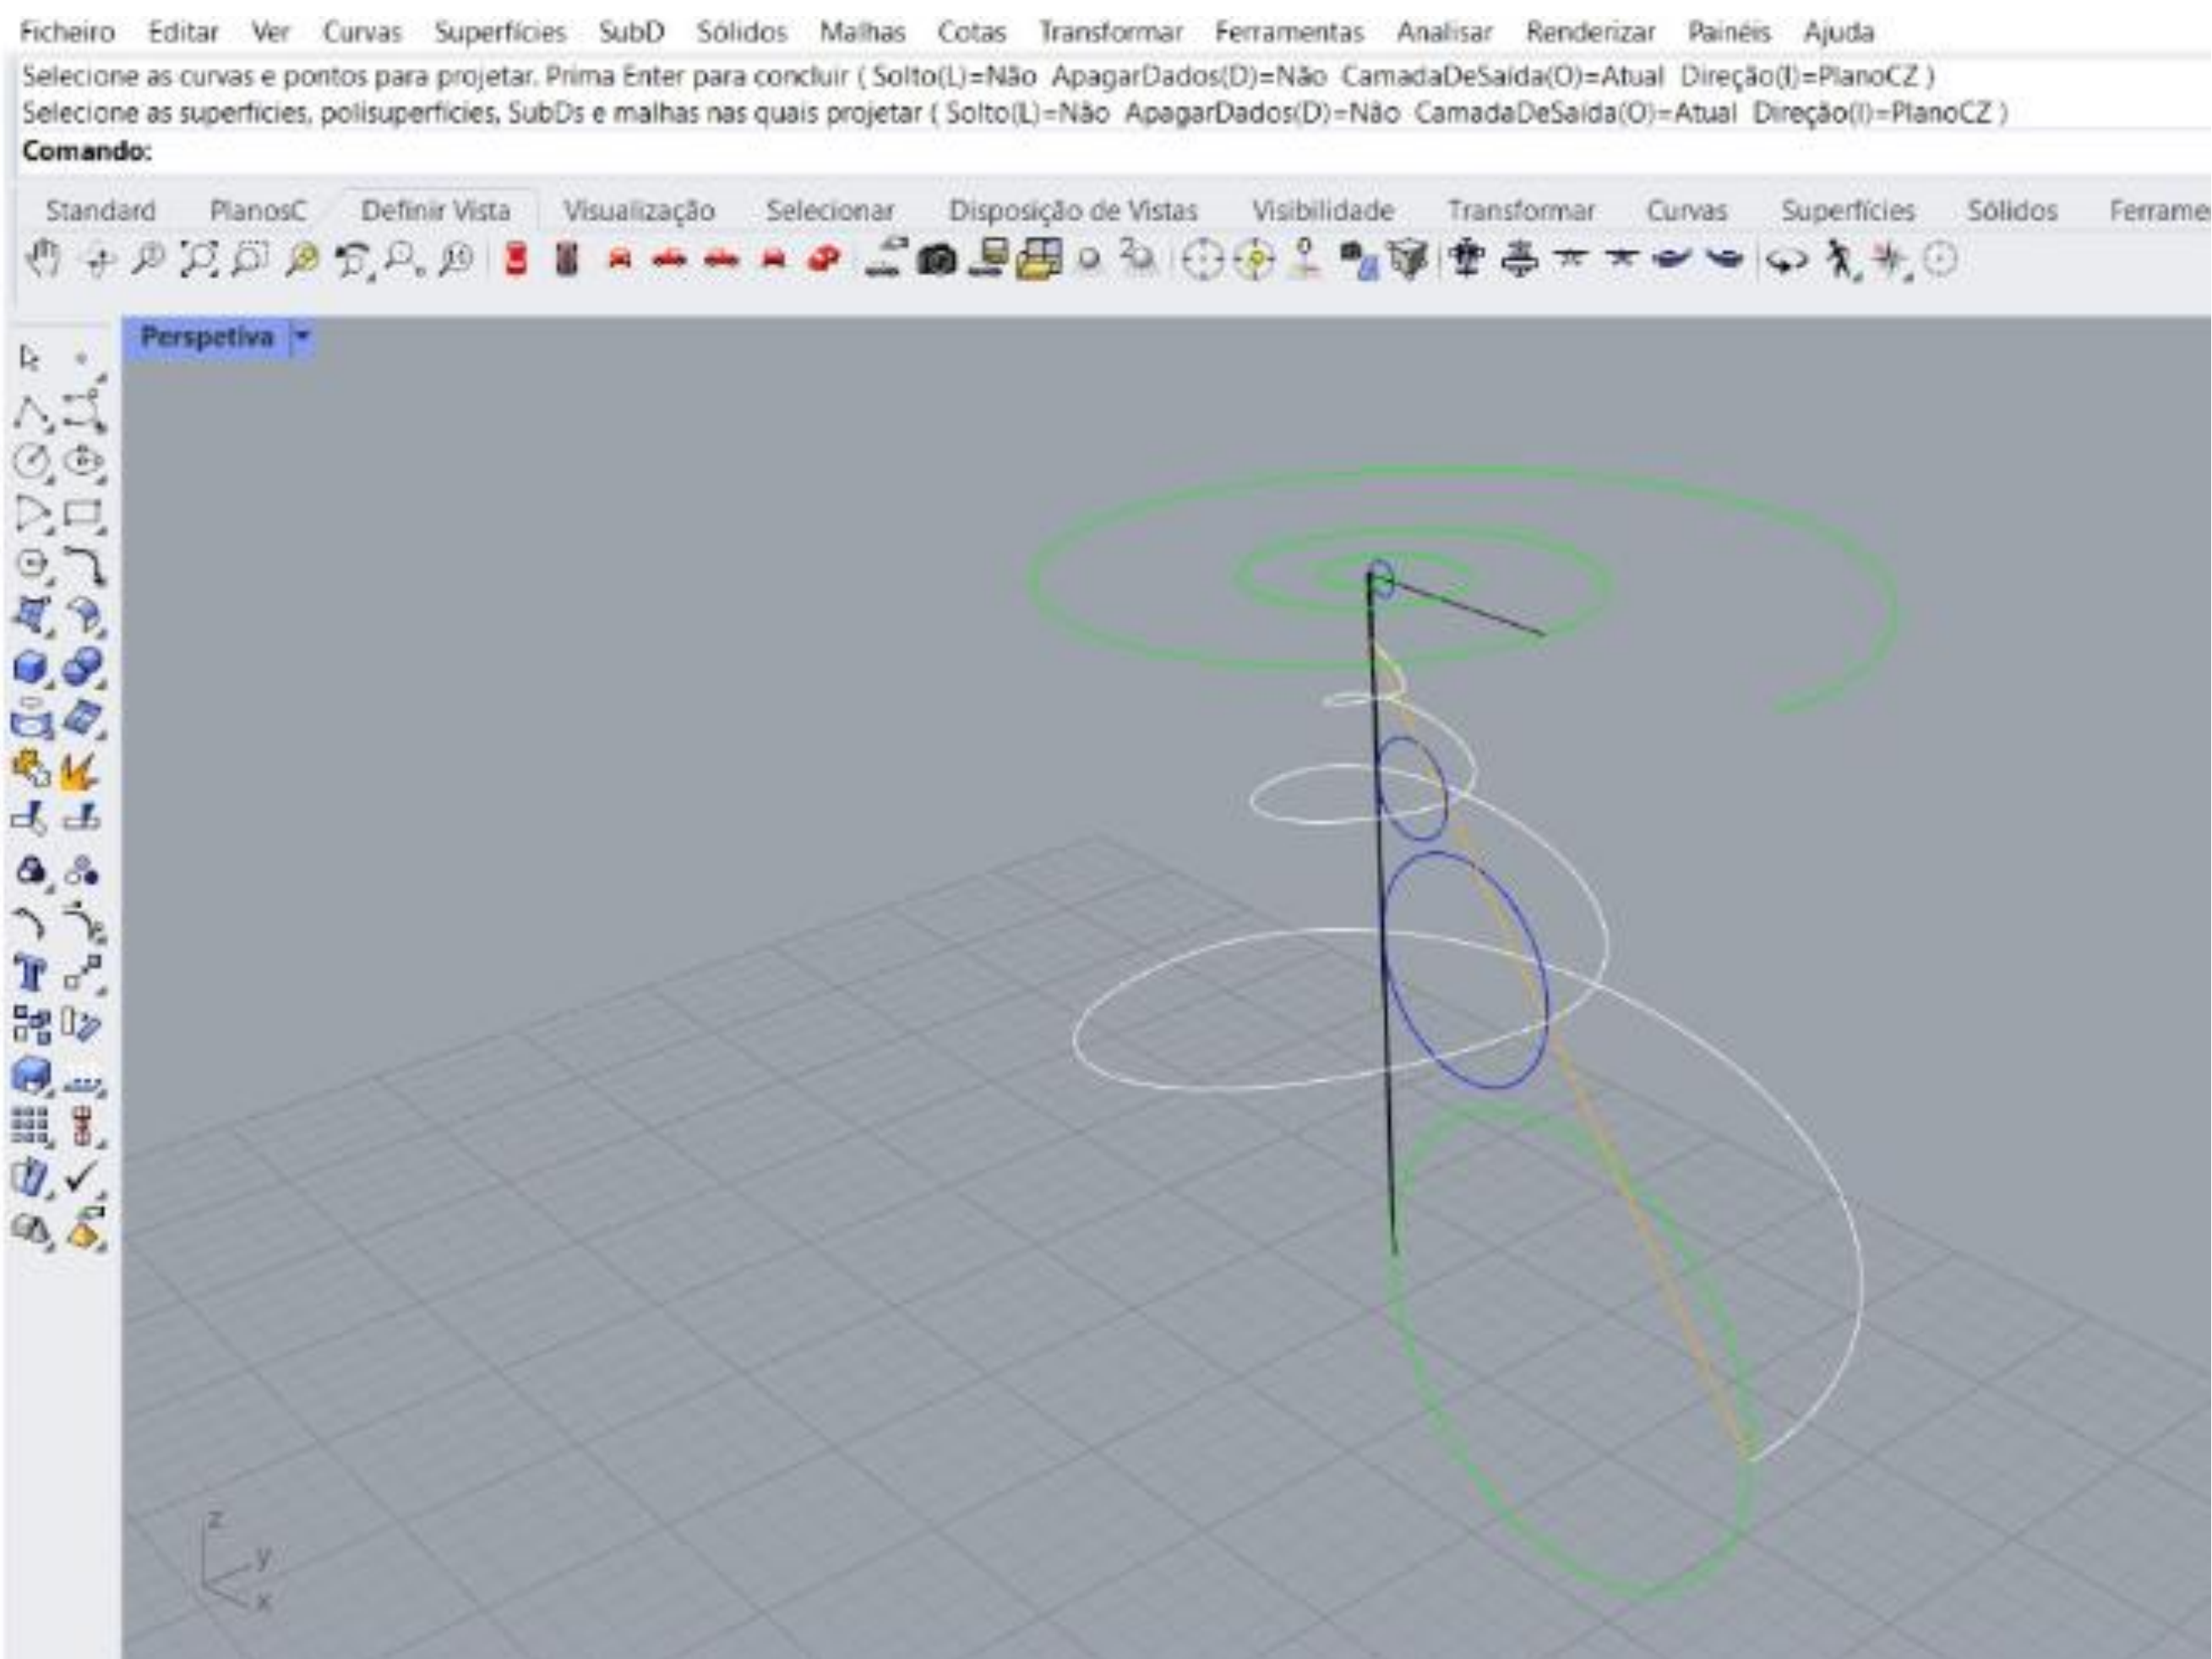 Ficheiro Editar Ver Curvas Superfícies SubD Sólidos Malhas Cotas Transformar Ferramentas Analisar Renderizar Painéis Ajuda
Selecione as curvas e pontos para projetar. Prima Enter para concluir ( Solto(L)=Não ApagarDados(D)=Não CamadaDeSaída(O)=Atual Direção(I)=PlanoCZ )
Selecione as superfícies, polisuperfícies, SubDs e malhas nas quais projetar ( Solto(L)=Não ApagarDados(D)=Não CamadaDeSaída(O)=Atual Direção(I)=PlanoCZ )
Comando:
Standard PlanosC Definir Vista Visualização Selecionar Disposição de Vistas Visibilidade Transformar Curvas Superfícies Sólidos Ferrame
Perspetiva
z
y
x